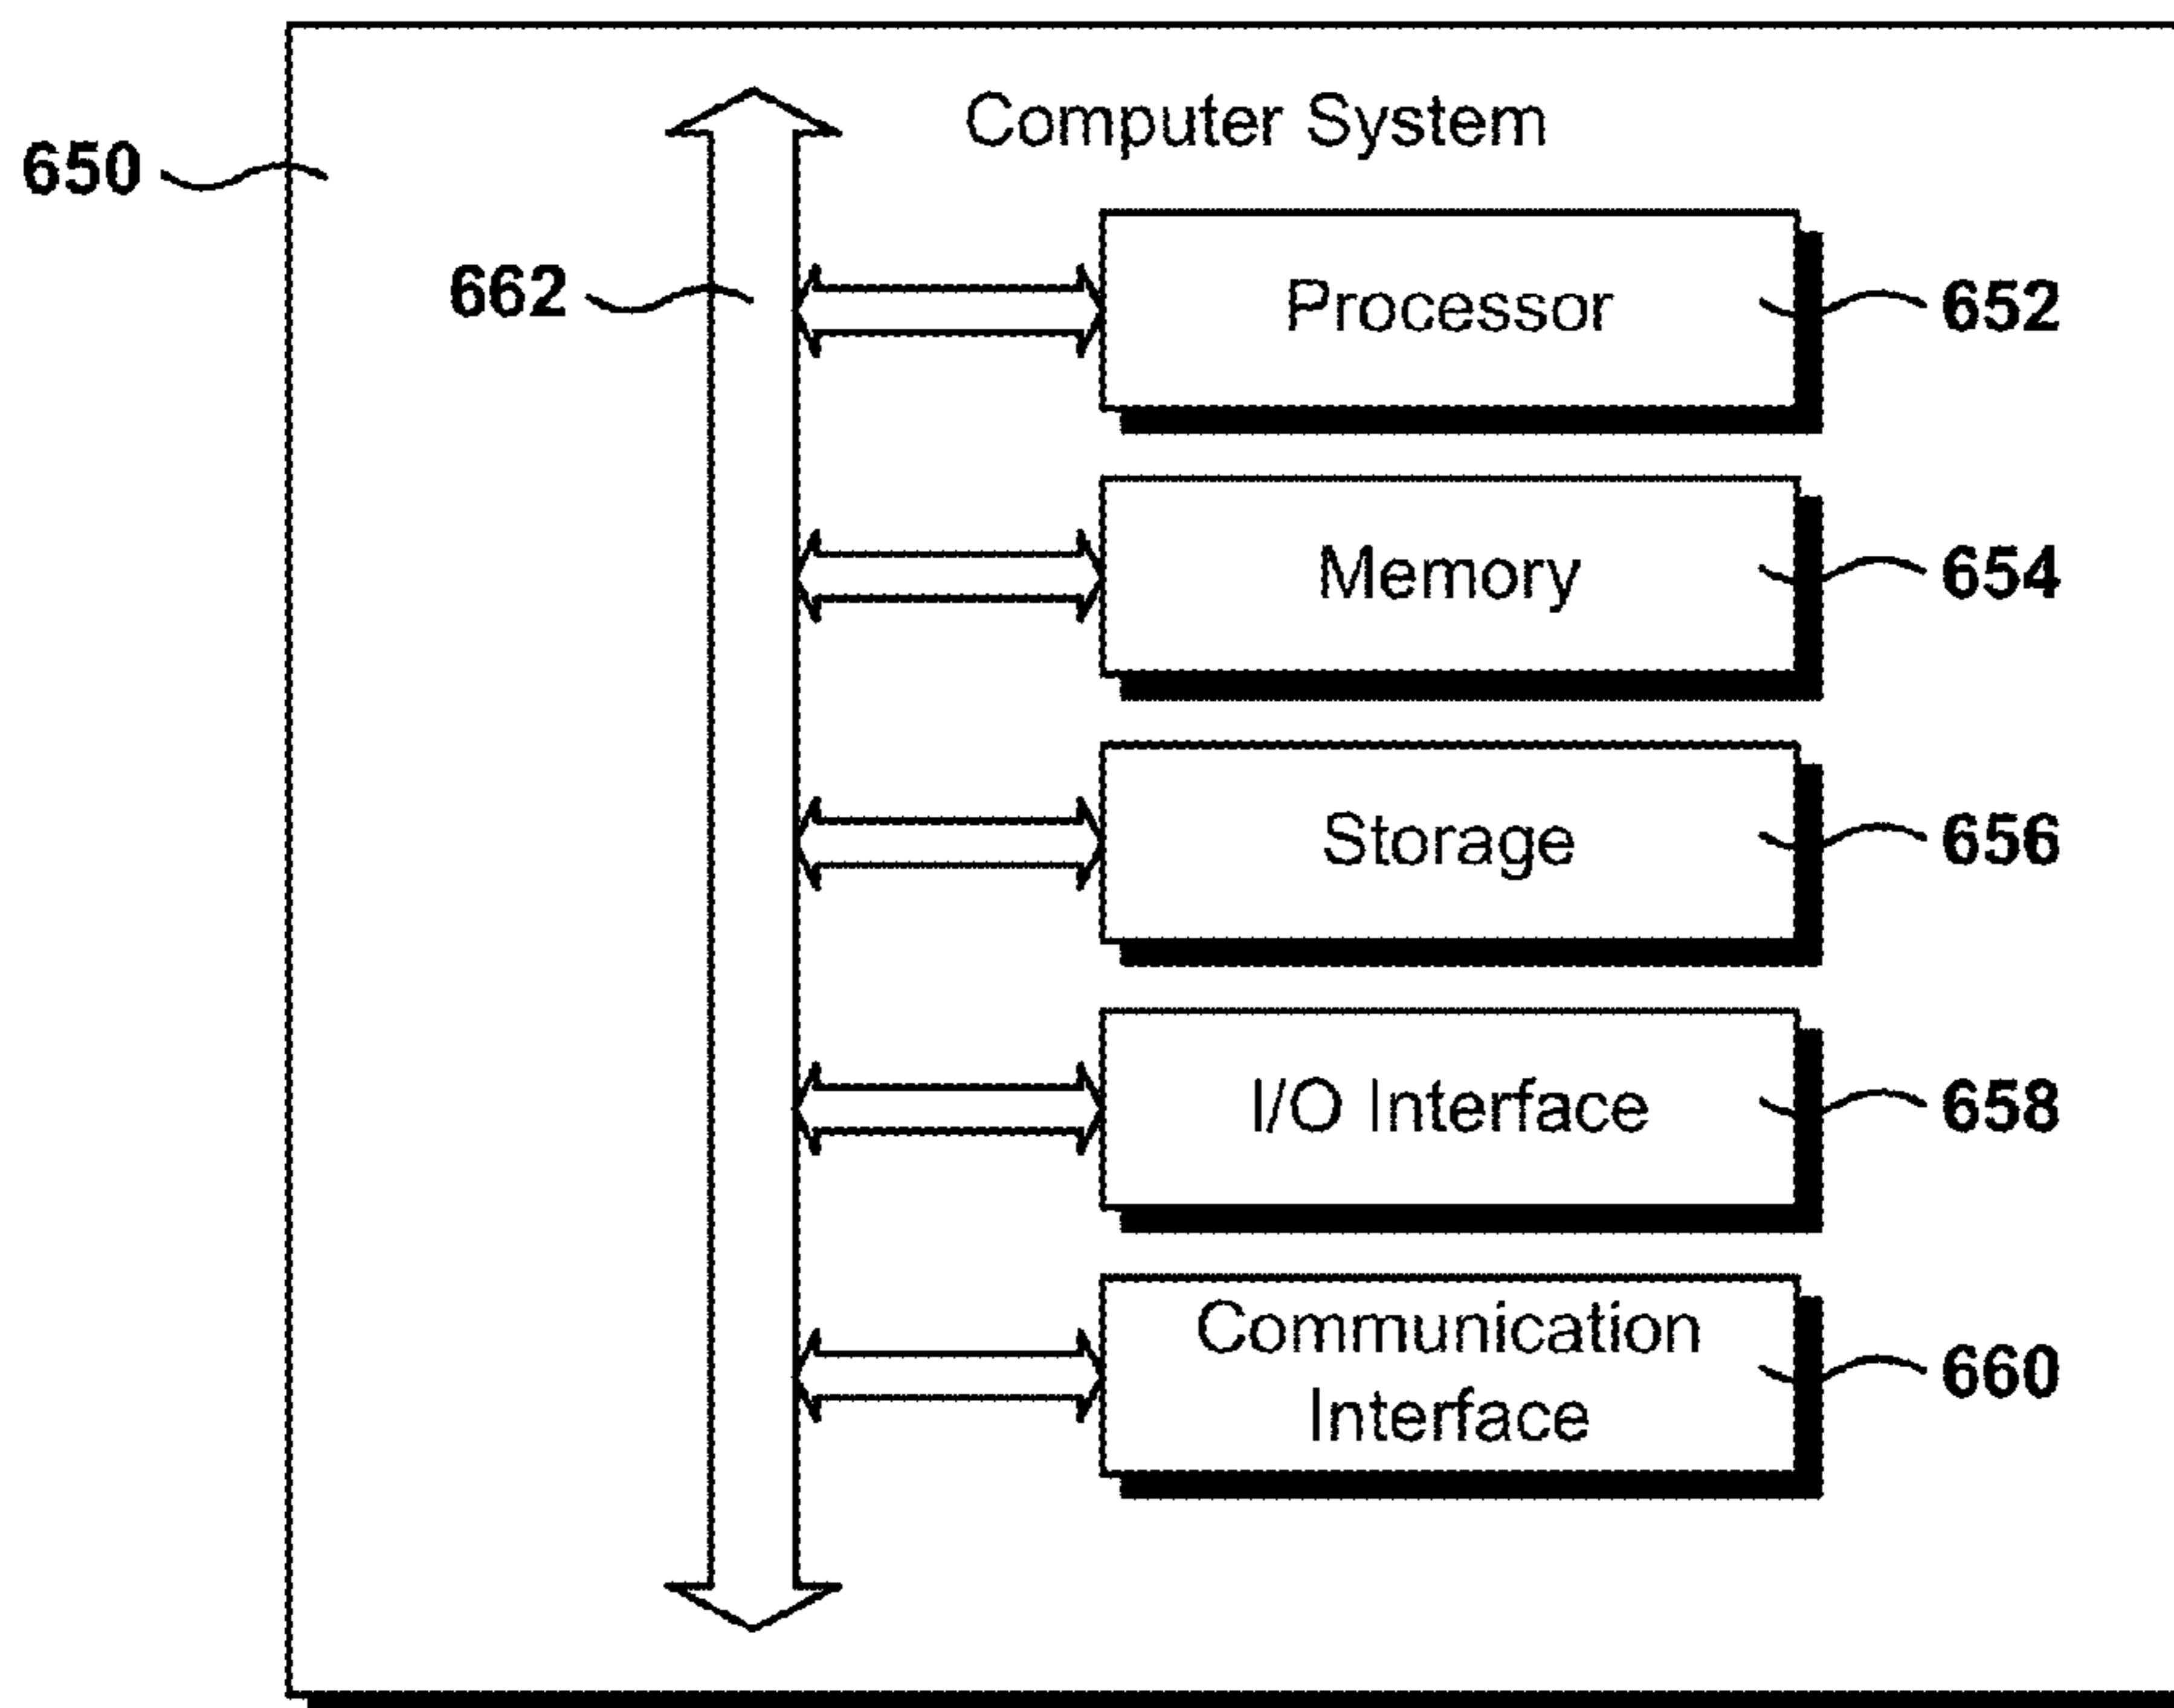 Computer System
650
662
Processor
652
Memory
654
Storage
656
I/O Interface
658
Communication
Interface
660